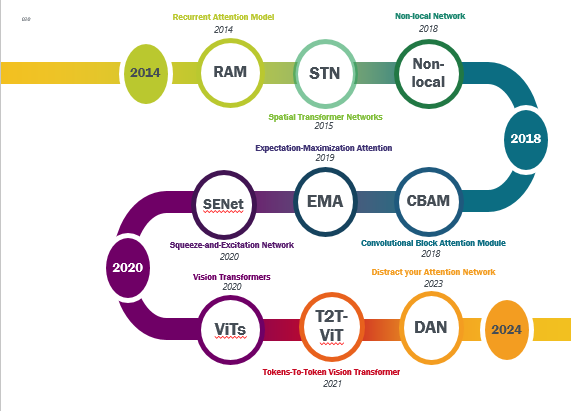 Recurrent Attention Model
2014
Non-local Network
2018
2014
RAM
STN
Non-
local
Spatial Transformer Networks
2015
2018
Expectation-Maximization Attention
2019
SENet
EMA
CBAM
Squeeze-and-Excitation Network
2020
Convolutional Block Attention Module
2018
2020
Vision Transformers
2020
Distract your Attention Network
2023
ViTs
T2T-
ViT
DAN
2024
Tokens-To-Token Vision Transformer
2021